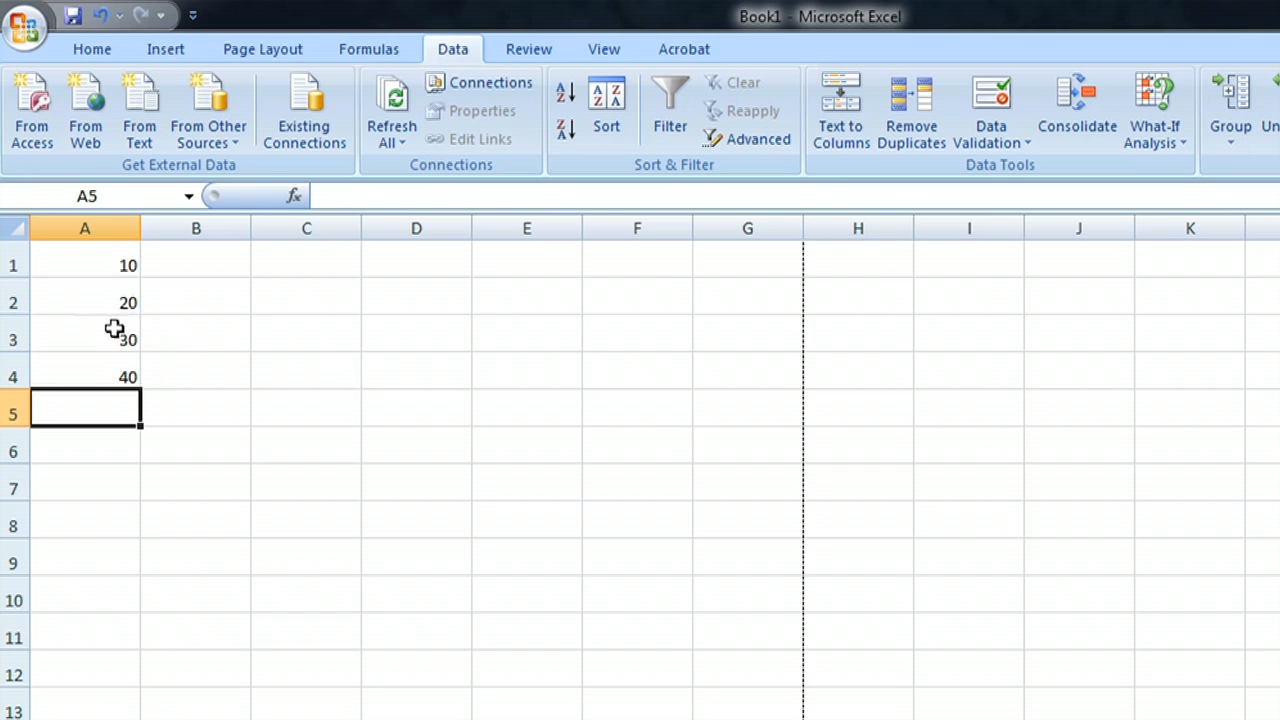 Book1 - Microsoft Excel
Home Insert Page Layout Formulas Data Review View Acrobat
From Access
From Web
From Text
From Other Sources
Existing Connections
Get External Data
Refresh All
Connections
Properties
Edit Links
Connections
Sort
Filter
Clear
Reapply
Advanced
Sort & Filter
Text to Columns
Remove Duplicates
Data Validation
Consolidate
What-If Analysis
Data Tools
Group
Un
A5 fx
A B C D E F G H I J K
1 10
2 20
3 30
4 40
5
6
7
8
9
10
11
12
13